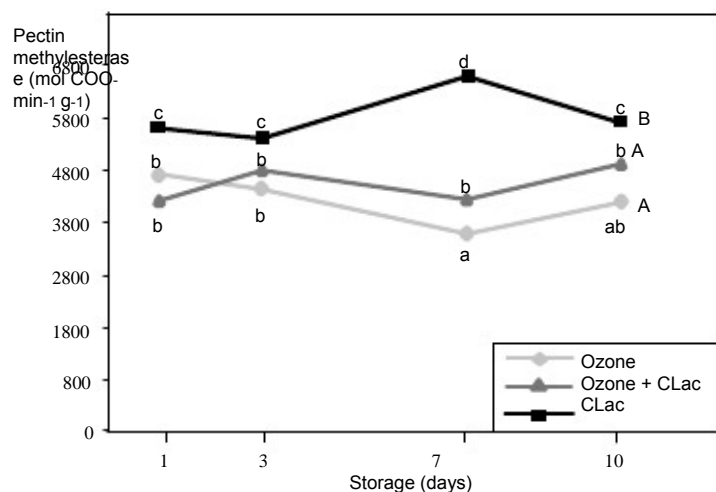 Pectin
methylesteras
e (mol COO-
min-1 g-1)
6800
5800
4800
3800
2800
1800
800
0
d
c
c
c
B
b
b
b
b A
b
b
a
ab
A
Ozone
Ozone + CLac
CLac
1 3 7 10
Storage (days)